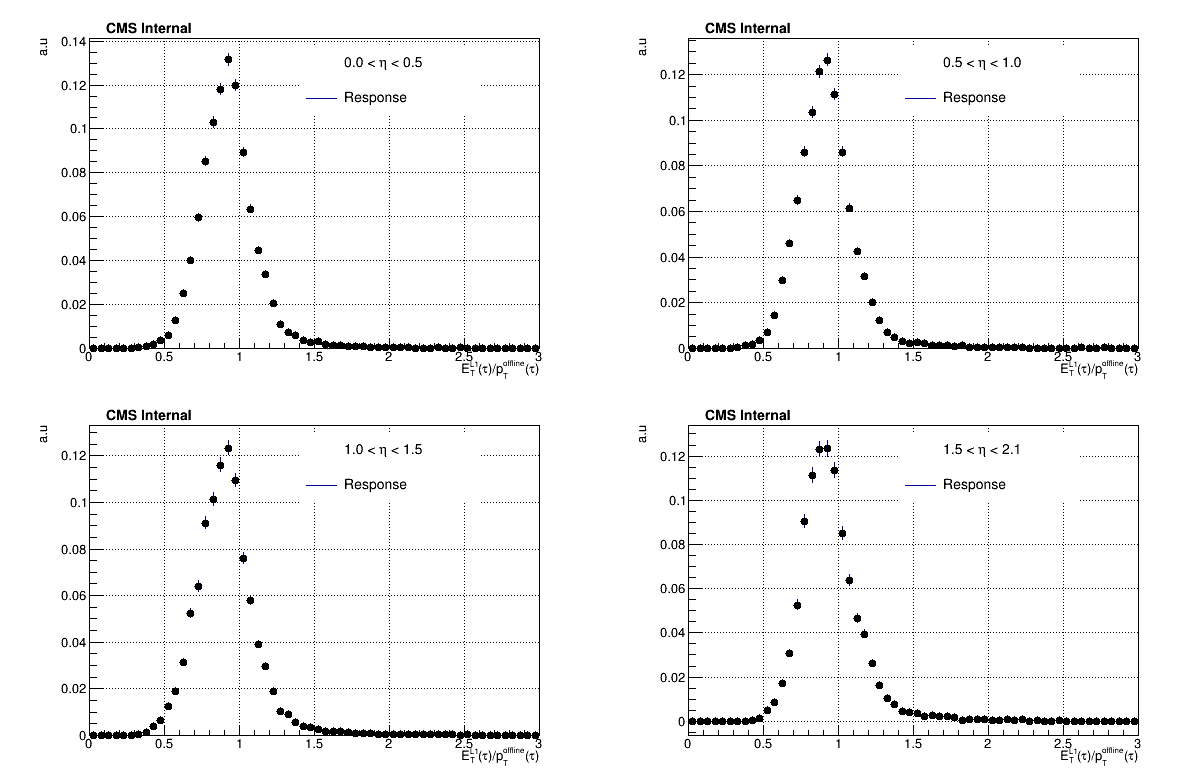 CMS Internal
a.u
0.0 < η < 0.5
Response
0.14
0.12
0.1
0.08
0.06
0.04
0.02
0
0 0.5 1 1.5 2 2.5 3
E_T^L1(τ)/p_T^offline(τ)
CMS Internal
a.u
0.5 < η < 1.0
Response
0.12
0.1
0.08
0.06
0.04
0.02
0
0 0.5 1 1.5 2 2.5 3
E_T^L1(τ)/p_T^offline(τ)
CMS Internal
a.u
1.0 < η < 1.5
Response
0.12
0.1
0.08
0.06
0.04
0.02
0
0 0.5 1 1.5 2 2.5 3
E_T^L1(τ)/p_T^offline(τ)
CMS Internal
a.u
1.5 < η < 2.1
Response
0.12
0.1
0.08
0.06
0.04
0.02
0
0 0.5 1 1.5 2 2.5 3
E_T^L1(τ)/p_T^offline(τ)